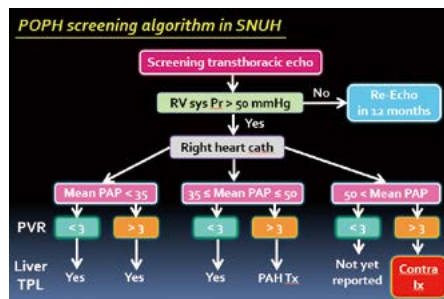 POPH screening algorithm in SNUH
Screening transthoracic echo
RV sys Pr > 50 mmHg
No
Re-Echo
in 12 months
Yes
Right heart cath
Mean PAP < 35
35 ≤ Mean PAP ≤ 50
50 < Mean PAP
PVR
< 3
> 3
< 3
> 3
< 3
> 3
Liver
TPL
Yes
Yes
Yes
PAH Tx
Not yet
reported
Contra
Ix